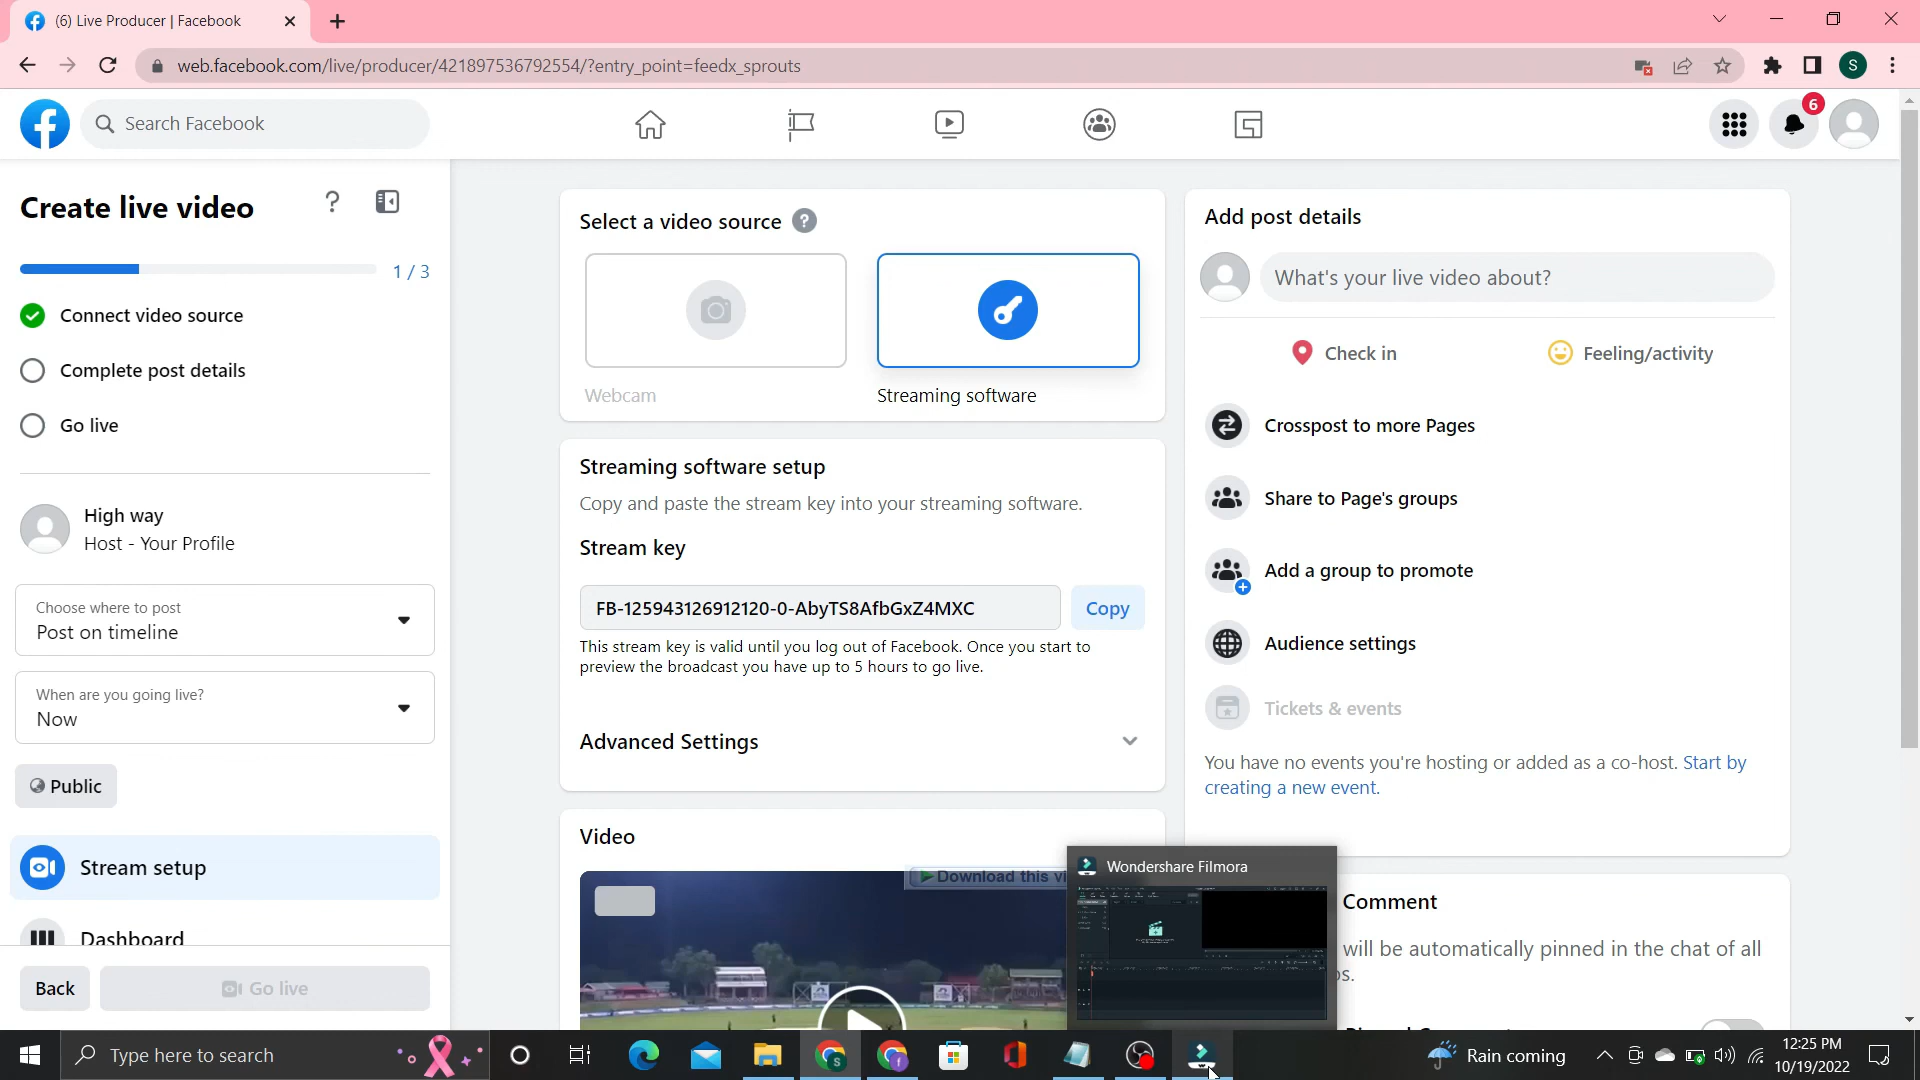 (6) Live Producer | Facebook
web.facebook.com/live/producer/421897536792554/?entry_point=feedx_sprouts
S
Search Facebook
6
Create live video
1 / 3
Connect video source
Complete post details
Go live
High way
Host - Your Profile
Choose where to post
Post on timeline
When are you going live?
Now
Public
Stream setup
Dashboard
Back
Go live
Select a video source
Webcam
Streaming software
Streaming software setup
Copy and paste the stream key into your streaming software.
Stream key
FB-125943126912120-0-AbyTS8AfbGxZ4MXC
Copy
This stream key is valid until you log out of Facebook. Once you start to
preview the broadcast you have up to 5 hours to go live.
Advanced Settings
Video
Download this vi
Add post details
What's your live video about?
Check in
Feeling/activity
Crosspost to more Pages
Share to Page's groups
Add a group to promote
Audience settings
Tickets & events
You have no events you're hosting or added as a co-host. Start by
creating a new event.
Wondershare Filmora
Comment
will be automatically pinned in the chat of all
Type here to search
Rain coming
12:25 PM
10/19/2022